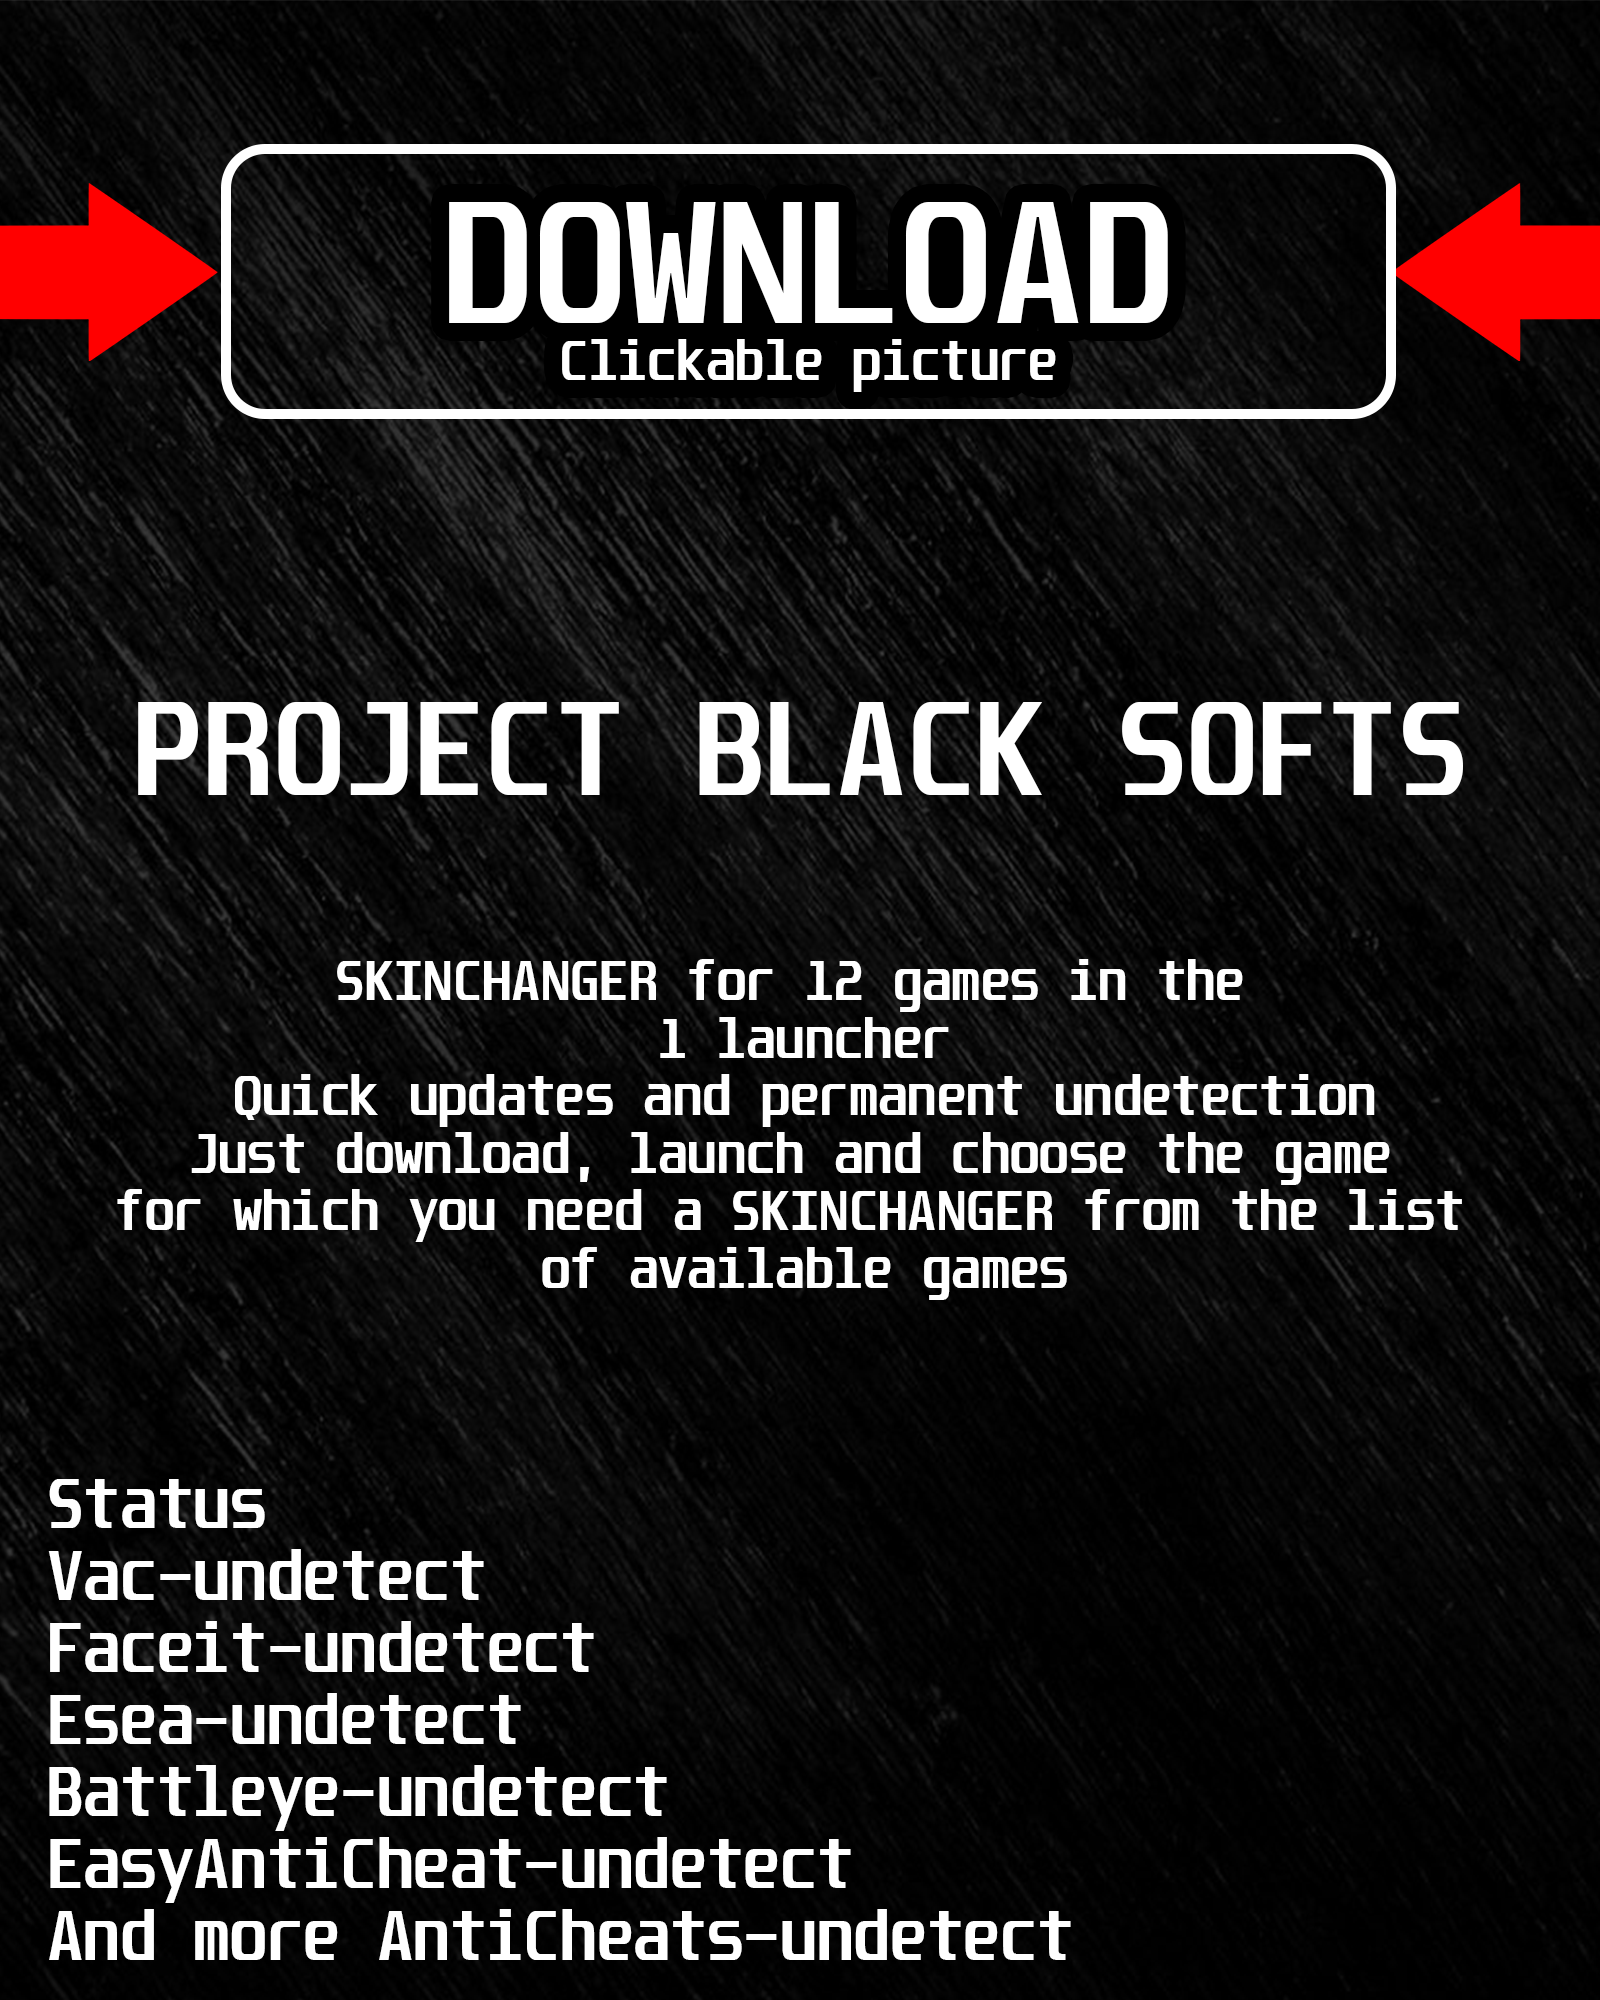 DOWNLOAD
Clickable picture
PROJECT BLACK SOFTS
SKINCHANGER for 12 games in the
1 launcher
Quick updates and permanent undetection
Just download, launch and choose the game
for which you need a SKINCHANGER from the list
of available games
Status
Vac-undetect
Faceit-undetect
Esea-undetect
Battleye-undetect
EasyAntiCheat-undetect
And more AntiCheats-undetect